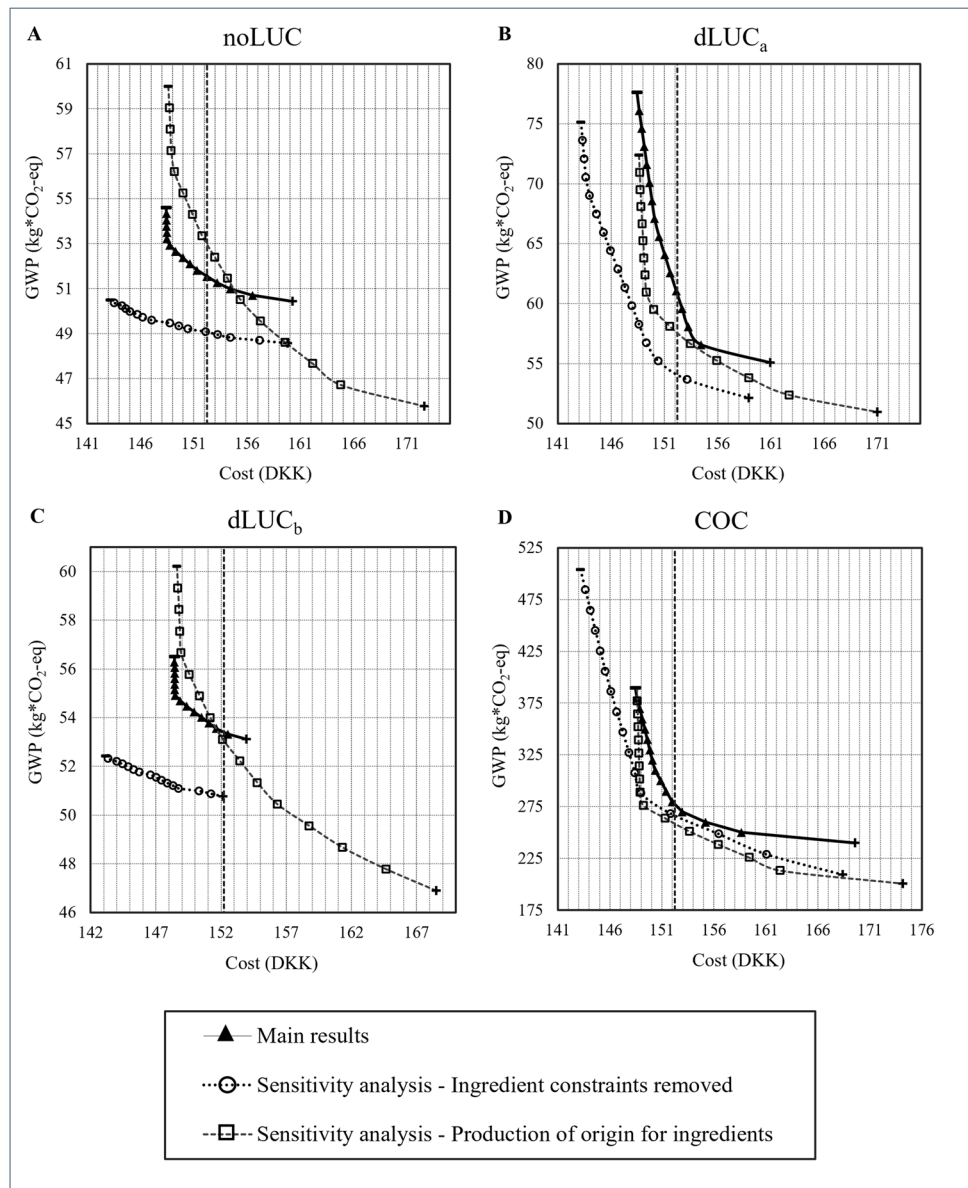 A
noLUC
GWP (kg*CO2-eq)
61
59
57
55
53
51
49
47
45
141 146 151 156 161 166 171
Cost (DKK)
B
dLUCa
GWP (kg*CO2-eq)
80
75
70
65
60
55
50
141 146 151 156 161 166 171
Cost (DKK)
C
dLUCb
GWP (kg*CO2-eq)
60
58
56
54
52
50
48
46
142 147 152 157 162 167
Cost (DKK)
D
COC
GWP (kg*CO2-eq)
525
475
425
375
325
275
225
175
141 146 151 156 161 166 171 176
Cost (DKK)
Main results
Sensitivity analysis - Ingredient constraints removed
Sensitivity analysis - Production of origin for ingredients